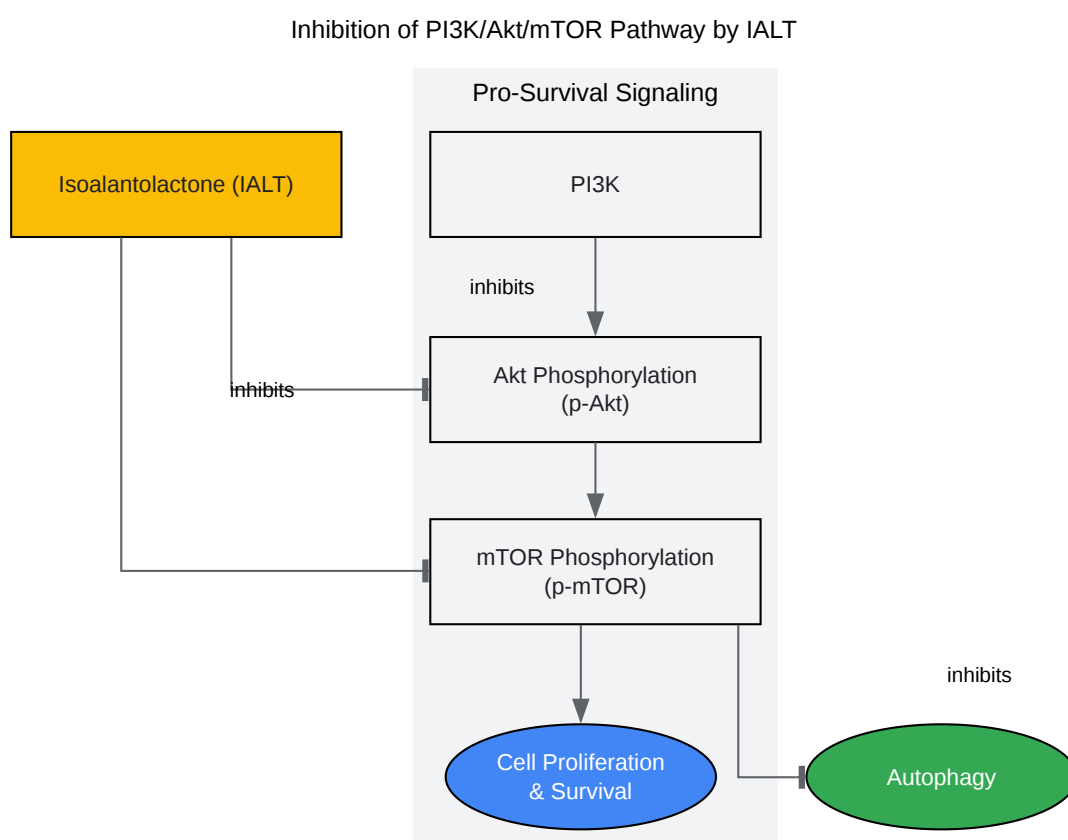 Inhibition of PI3K/Akt/mTOR Pathway by IALT
Pro-Survival Signaling
Isoalantolactone (IALT)
PI3K
inhibits
inhibits
Akt Phosphorylation
(p-Akt)
mTOR Phosphorylation
(p-mTOR)
inhibits
Cell Proliferation
& Survival
Autophagy